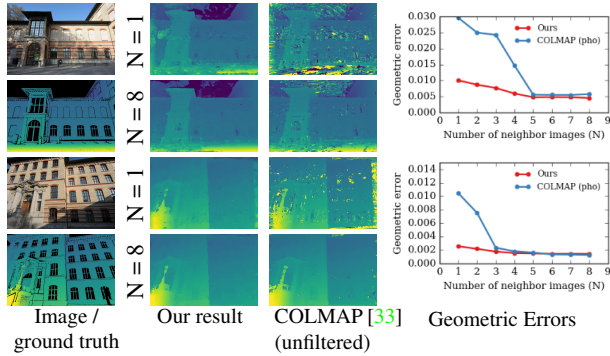 N = 1
N = 8
N = 1
N = 8
Image /
ground truth
Our result
COLMAP [33]
(unfiltered)
Geometric Errors
0.030
0.025
0.020
0.015
0.010
0.005
0.000
Geometric error
Ours
COLMAP (pho)
0 1 2 3 4 5 6 7 8 9
Number of neighbor images (N)
0.014
0.012
0.010
0.008
0.006
0.004
0.002
0.000
Geometric error
Ours
COLMAP (pho)
0 1 2 3 4 5 6 7 8 9
Number of neighbor images (N)